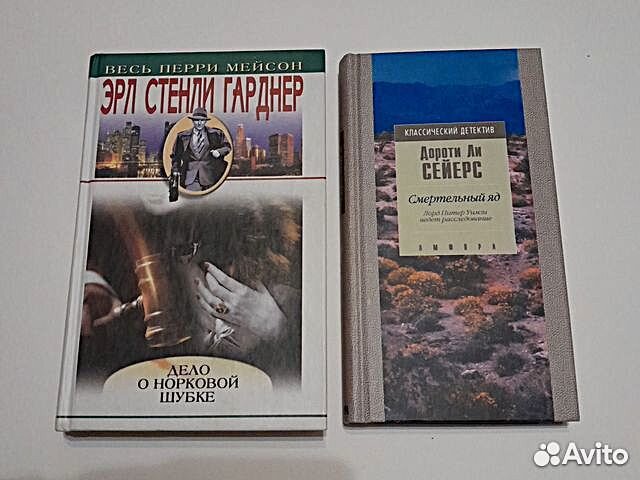 ВЕСЬ ПЕРРИ МЕЙСОН
ЭРЛ СТЕНЛИ ГАРДНЕР
ДЕЛО
О НОРКОВОЙ
ШУБКЕ
КЛАССИЧЕСКИЙ ДЕТЕКТИВ
Дороти Ли
СЕЙЕРС
Смертельный яд
Лорд Питер Уимзи
ведет расследование
АМФОРА
Avito